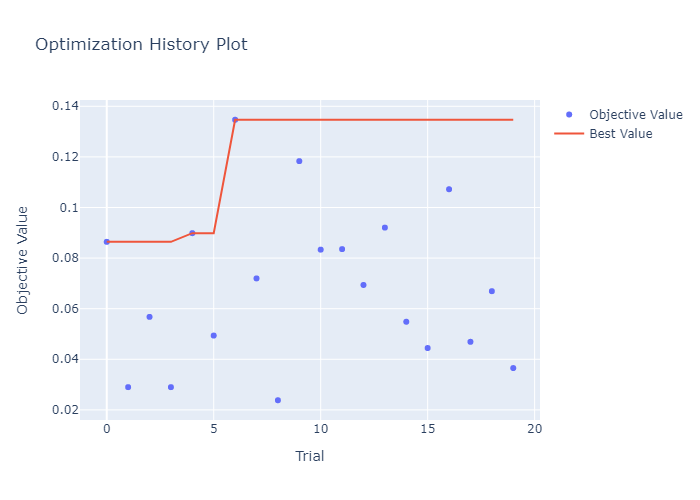 Optimization History Plot
Objective Value
Best Value
0.14
0.12
0.1
0.08
0.06
0.04
0.02
Objective Value
0
5
10
15
20
Trial